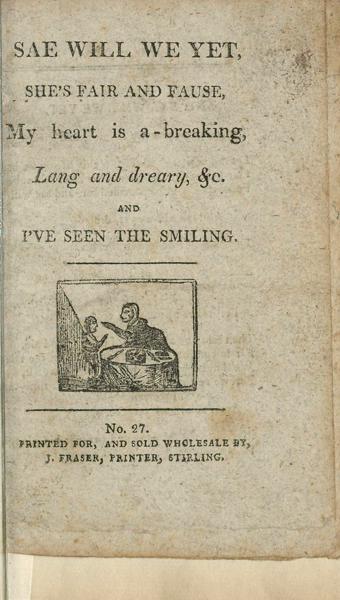 SAE WILL WE YET,
SHE'S FAIR AND FAUSE,
My heart is a-breaking,
Lang and dreary, &c.
AND
I'VE SEEN THE SMILING.
No. 27.
PRINTED FOR, AND SOLD WHOLESALE BY,
J. FRASER, PRINTER, STIRLING.